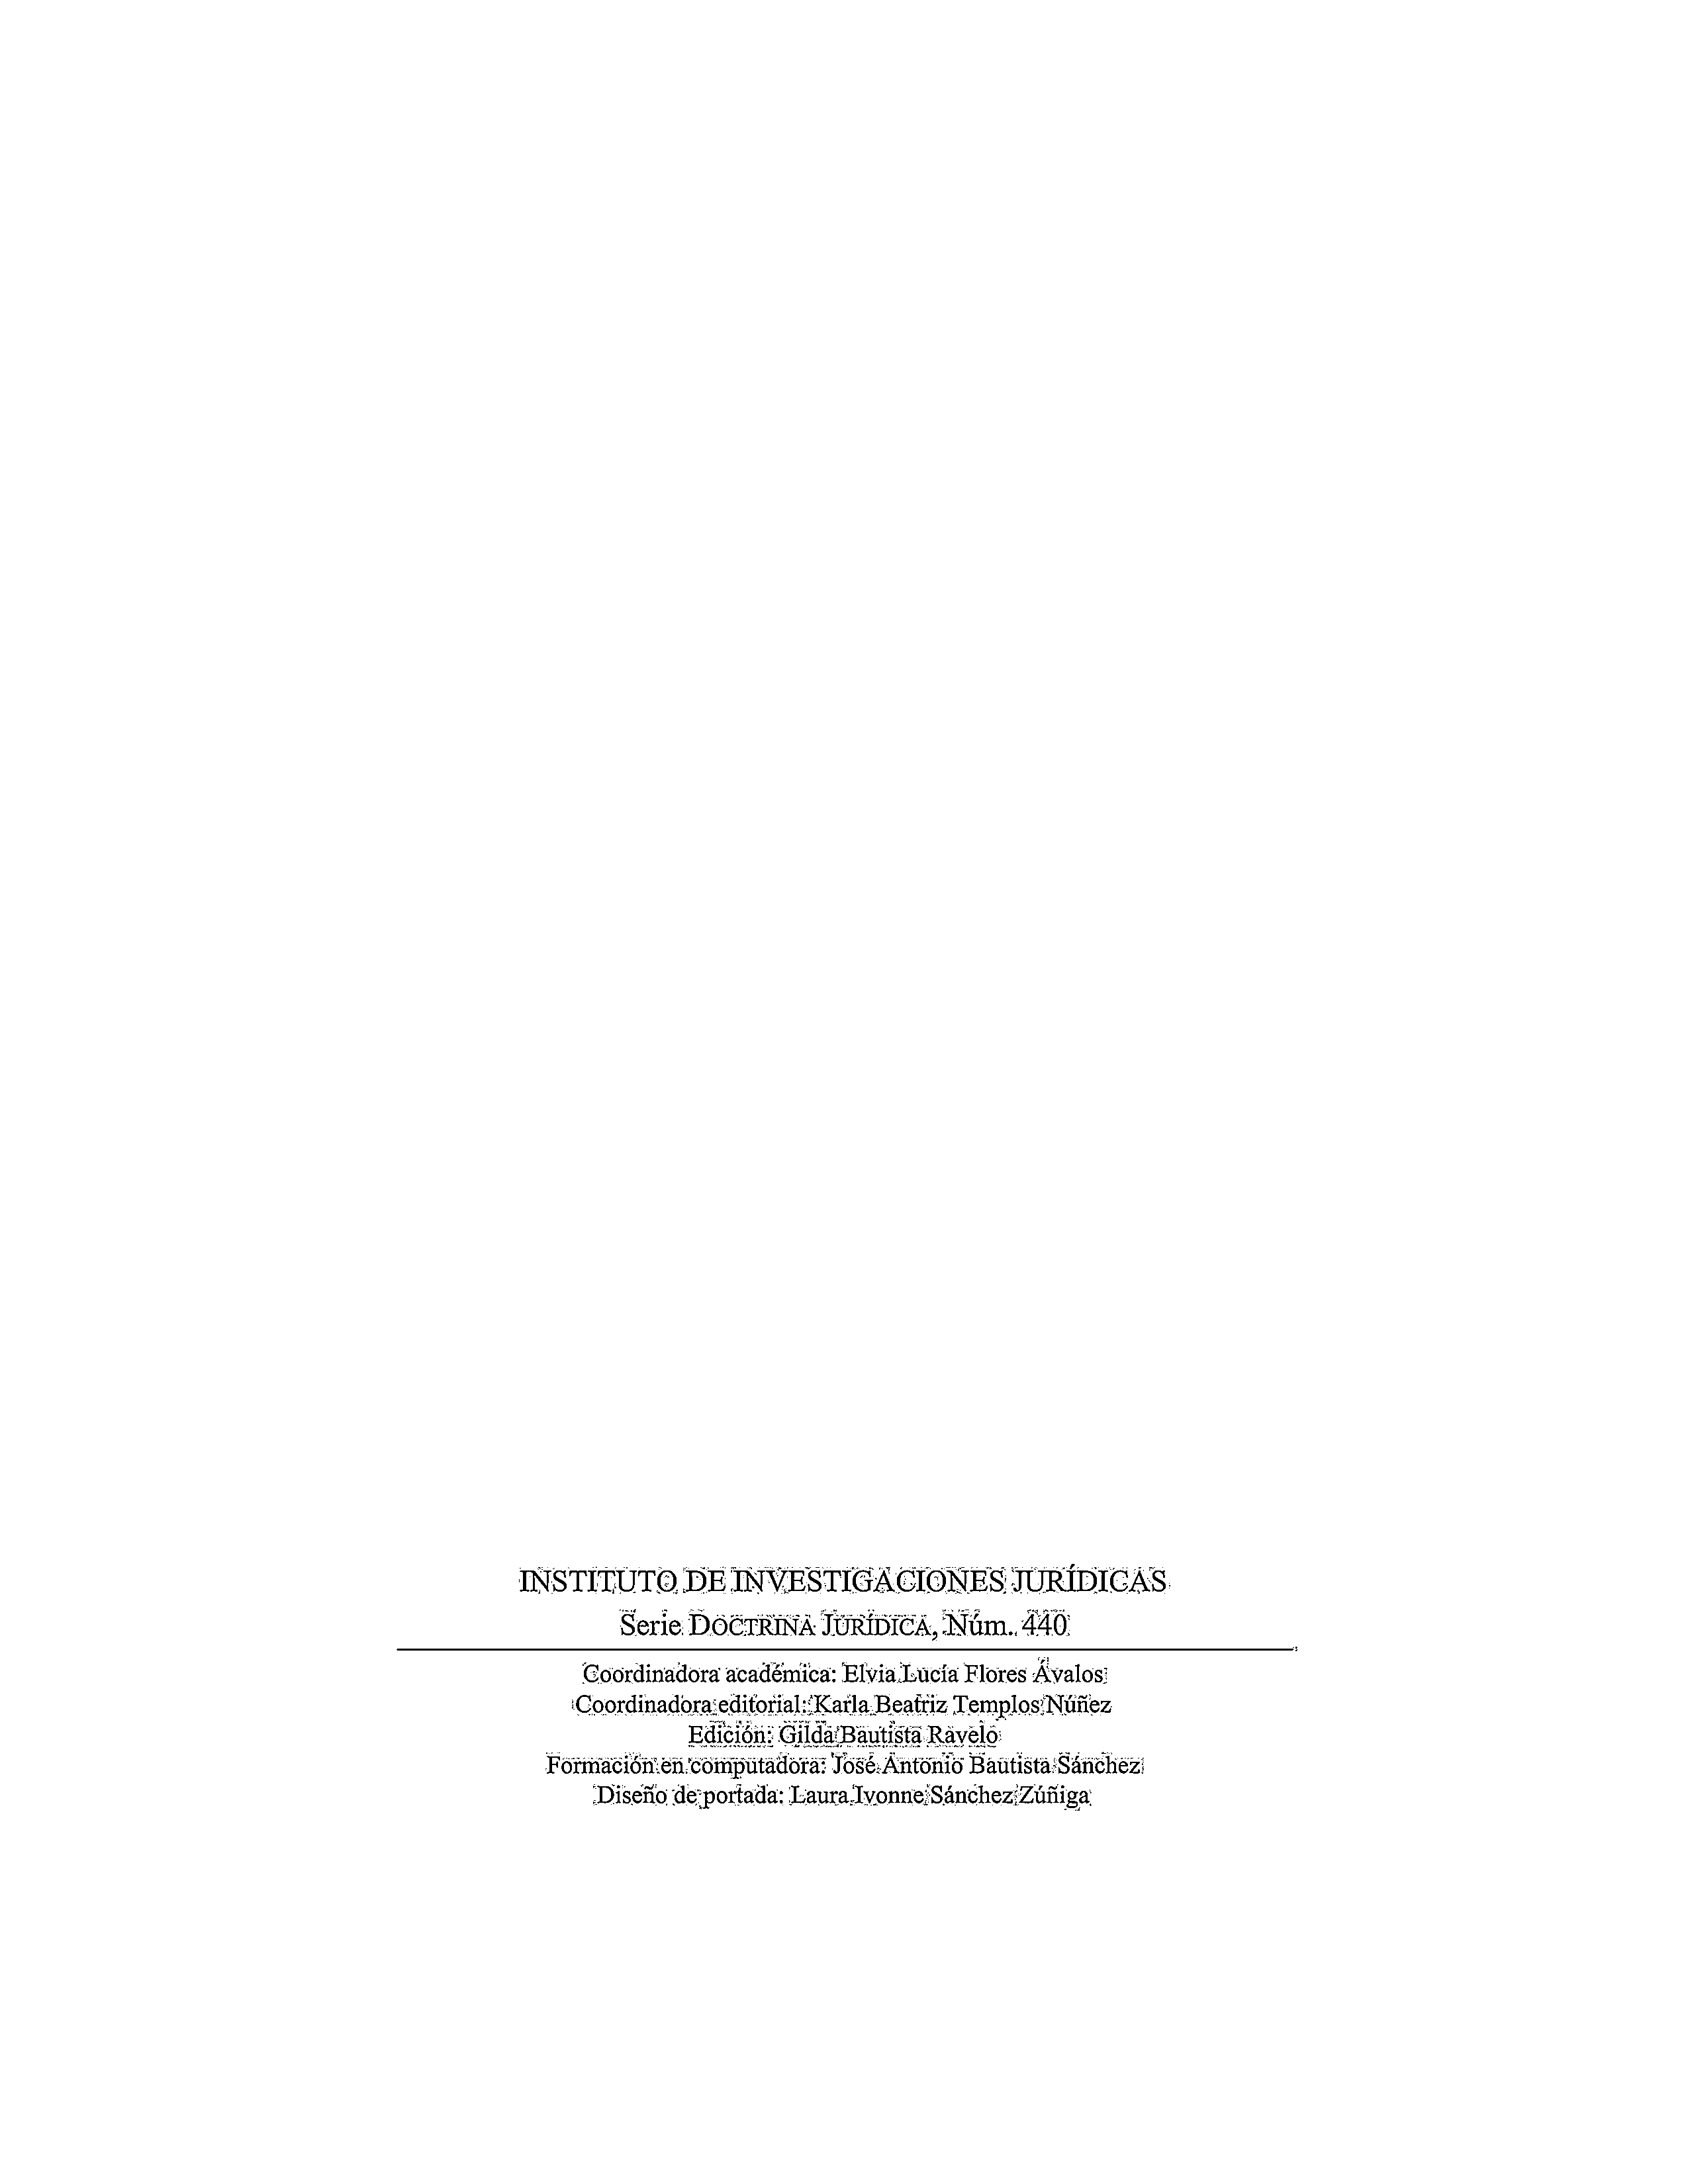 INSTITUTO DE INVESTIGACIONES JURÍDICAS
Serie DOCTRINA JURÍDICA, Núm. 440
Coordinadora académica: Elvia Lucía Flores Ávalos
Coordinadora editorial: Karla Beatriz Templos Núñez
Edición: Gilda Bautista Ravelo
Formación en computadora: José Antonio Bautista Sánchez
Diseño de portada: Laura Ivonne Sánchez Zúñiga